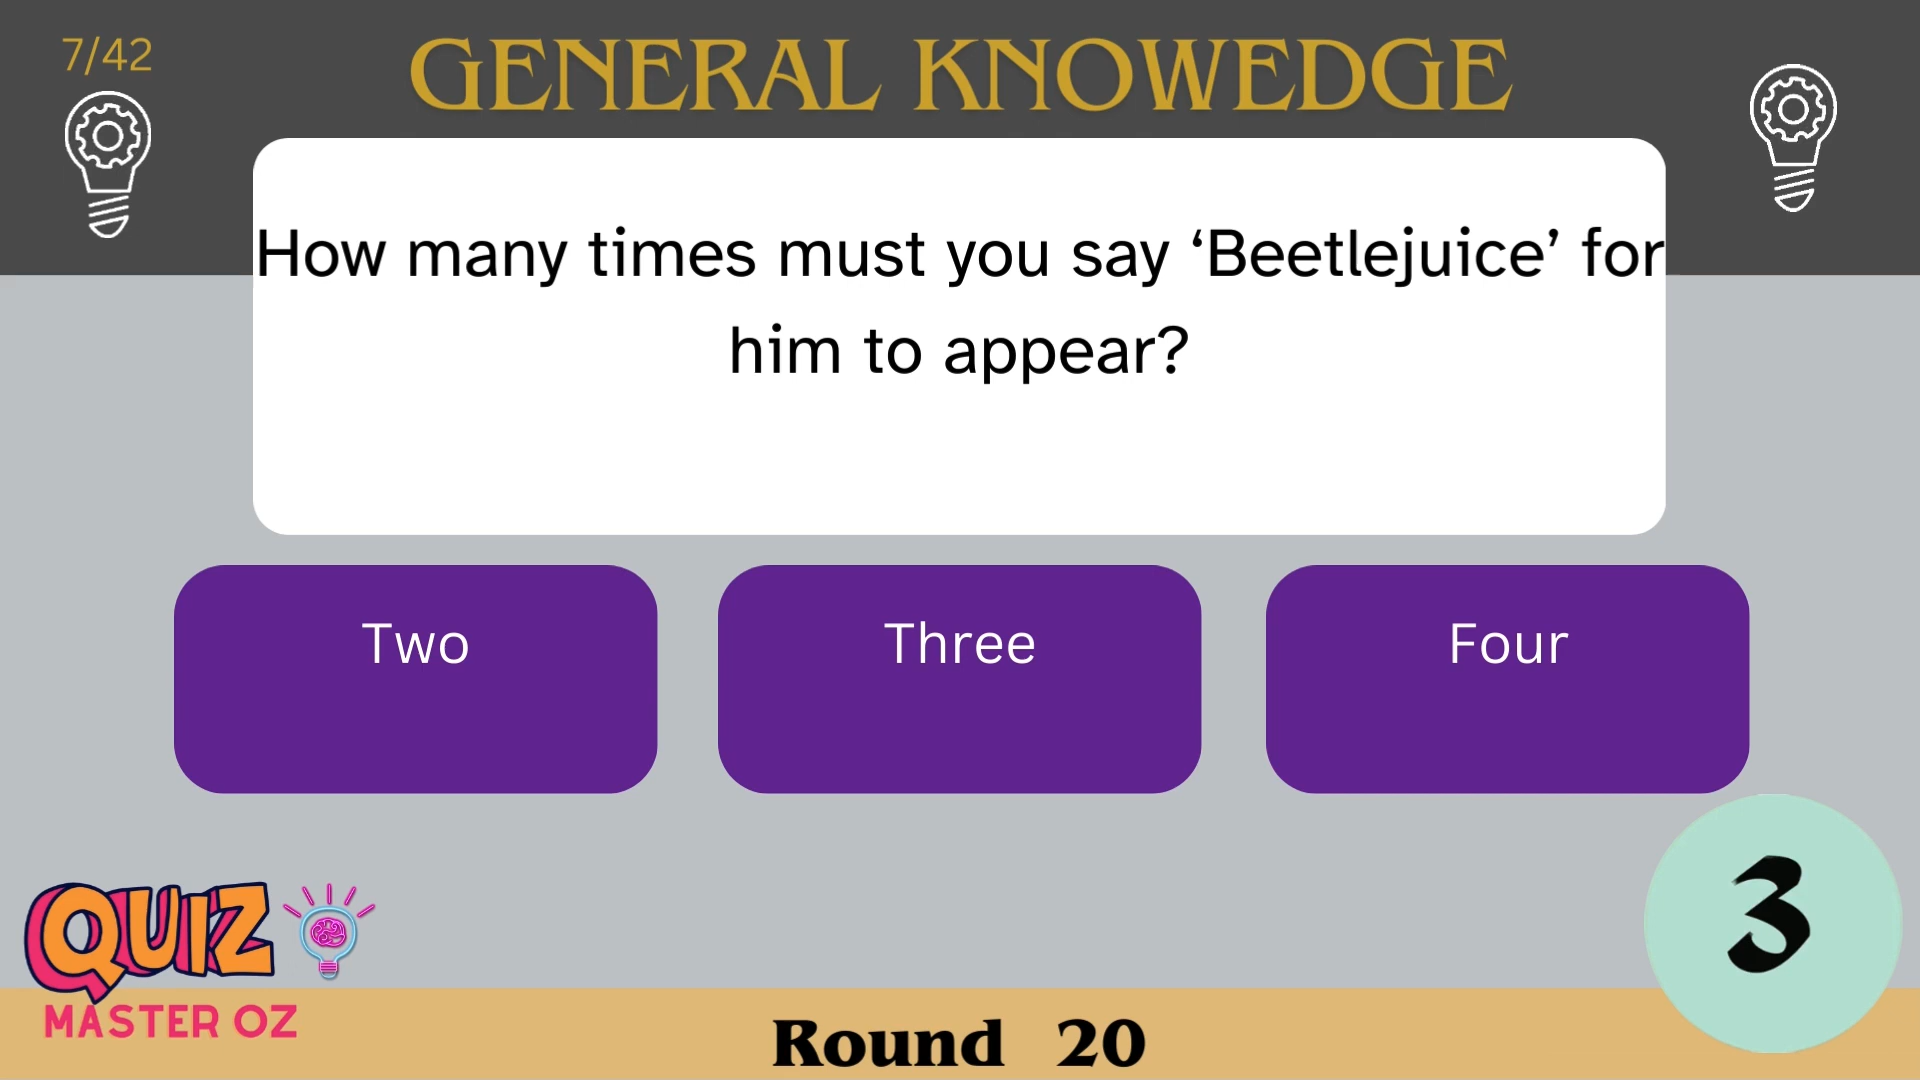 7/42
GENERAL KNOWEDGE
How many times must you say ‘Beetlejuice’ for
him to appear?
Two
Three
Four
3
QUIZ
MASTER OZ
Round 20